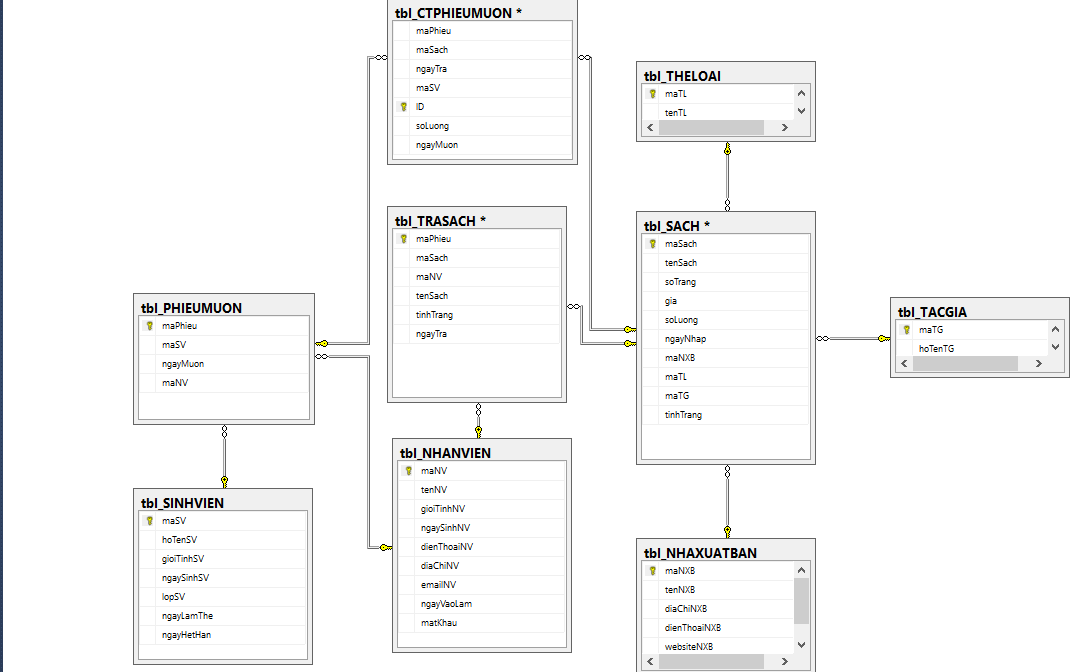 tbl_CTPHIEUMUON *
maPhieu
maSach
ngayTra
maSV
ID
soLuong
ngayMuon
tbl_THELOAI
maTL
tenTL
tbl_TRASACH *
maPhieu
maSach
maNV
tenSach
tinhTrang
ngayTra
tbl_SACH *
maSach
tenSach
soTrang
gia
soLuong
ngayNhap
maNXB
maTL
maTG
tinhTrang
tbl_PHIEUMUON
maPhieu
maSV
ngayMuon
maNV
tbl_TACGIA
maTG
hoTenTG
tbl_NHANVIEN
maNV
tenNV
gioiTinhNV
ngaySinhNV
dienThoaiNV
diaChiNV
emailNV
ngayVaoLam
matKhau
tbl_SINHVIEN
maSV
hoTenSV
gioiTinhSV
ngaySinhSV
lopSV
ngayLamThe
ngayHetHan
tbl_NHAXUATBAN
maNXB
tenNXB
diaChiNXB
dienThoaiNXB
websiteNXB